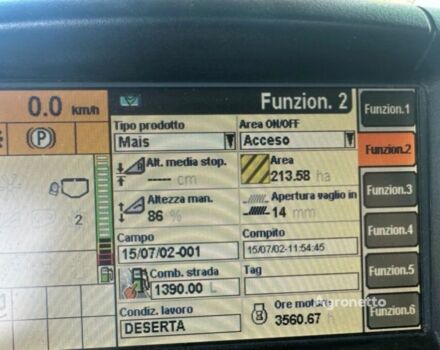 0.0 km/h
Funzion. 2
Funzion.1
Tipo prodotto
Area ON/OFF
Mais
Acceso
Funzion.2
Alt. media stop.
----- cm
Area
213.58 ha
Funzion.3
Altezza man.
86 %
Apertura vaglio in
14 mm
2
Funzion.4
Campo
15/07/02-001
Compito
15/07/02-11:54:45
Comb. strada
1390.00 L
Tag
Funzion.5
Condiz. lavoro
DESERTA
Ore motore
3560.67 h
Funzion.6
agronetto